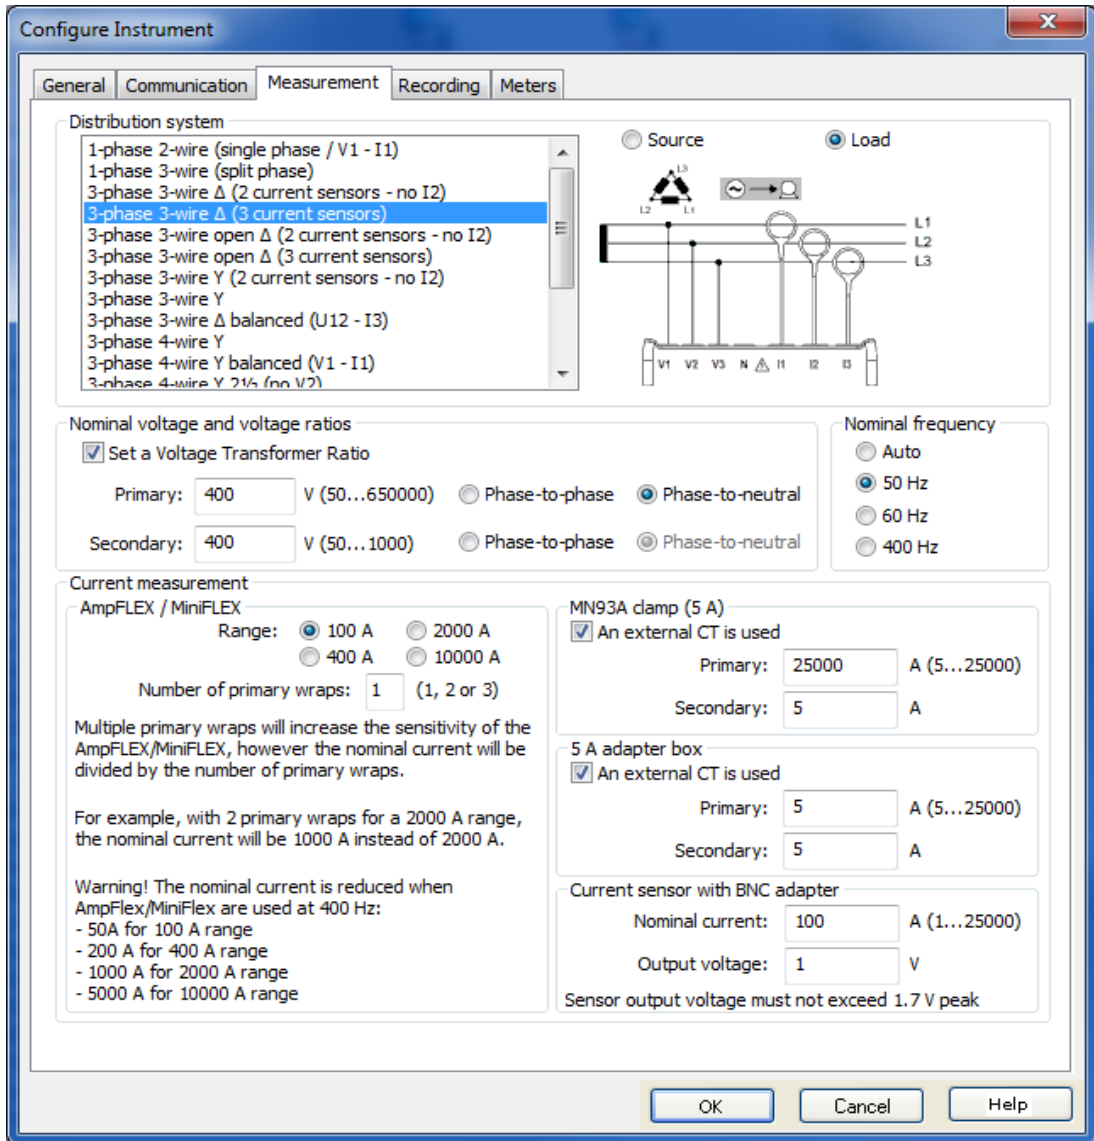 Configure Instrument
General Communication Measurement Recording Meters
Distribution system
1-phase 2-wire (single phase / V1 - I1)
1-phase 3-wire (split phase)
3-phase 3-wire Δ (2 current sensors - no I2)
3-phase 3-wire Δ (3 current sensors)
3-phase 3-wire open Δ (2 current sensors - no I2)
3-phase 3-wire open Δ (3 current sensors)
3-phase 3-wire Y (2 current sensors - no I2)
3-phase 3-wire Y
3-phase 3-wire Δ balanced (U12 - I3)
3-phase 4-wire Y
3-phase 4-wire Y balanced (V1 - I1)
3-phase 4-wire Y 2½ (no V2)
Source Load
L3
L2 L1
L1
L2
L3
V1 V2 V3 N I1 I2 I3
Nominal voltage and voltage ratios
Set a Voltage Transformer Ratio
Primary: 400 V (50...650000) Phase-to-phase Phase-to-neutral
Secondary: 400 V (50...1000) Phase-to-phase Phase-to-neutral
Nominal frequency
Auto
50 Hz
60 Hz
400 Hz
Current measurement
AmpFLEX / MiniFLEX
Range: 100 A 2000 A
400 A 10000 A
Number of primary wraps: 1 (1, 2 or 3)
Multiple primary wraps will increase the sensitivity of the
AmpFLEX/MiniFLEX, however the nominal current will be
divided by the number of primary wraps.
For example, with 2 primary wraps for a 2000 A range,
the nominal current will be 1000 A instead of 2000 A.
Warning! The nominal current is reduced when
AmpFlex/MiniFlex are used at 400 Hz:
- 50A for 100 A range
- 200 A for 400 A range
- 1000 A for 2000 A range
- 5000 A for 10000 A range
MN93A clamp (5 A)
An external CT is used
Primary: 25000 A (5...25000)
Secondary: 5 A
5 A adapter box
An external CT is used
Primary: 5 A (5...25000)
Secondary: 5 A
Current sensor with BNC adapter
Nominal current: 100 A (1...25000)
Output voltage: 1 V
Sensor output voltage must not exceed 1.7 V peak
OK Cancel Help